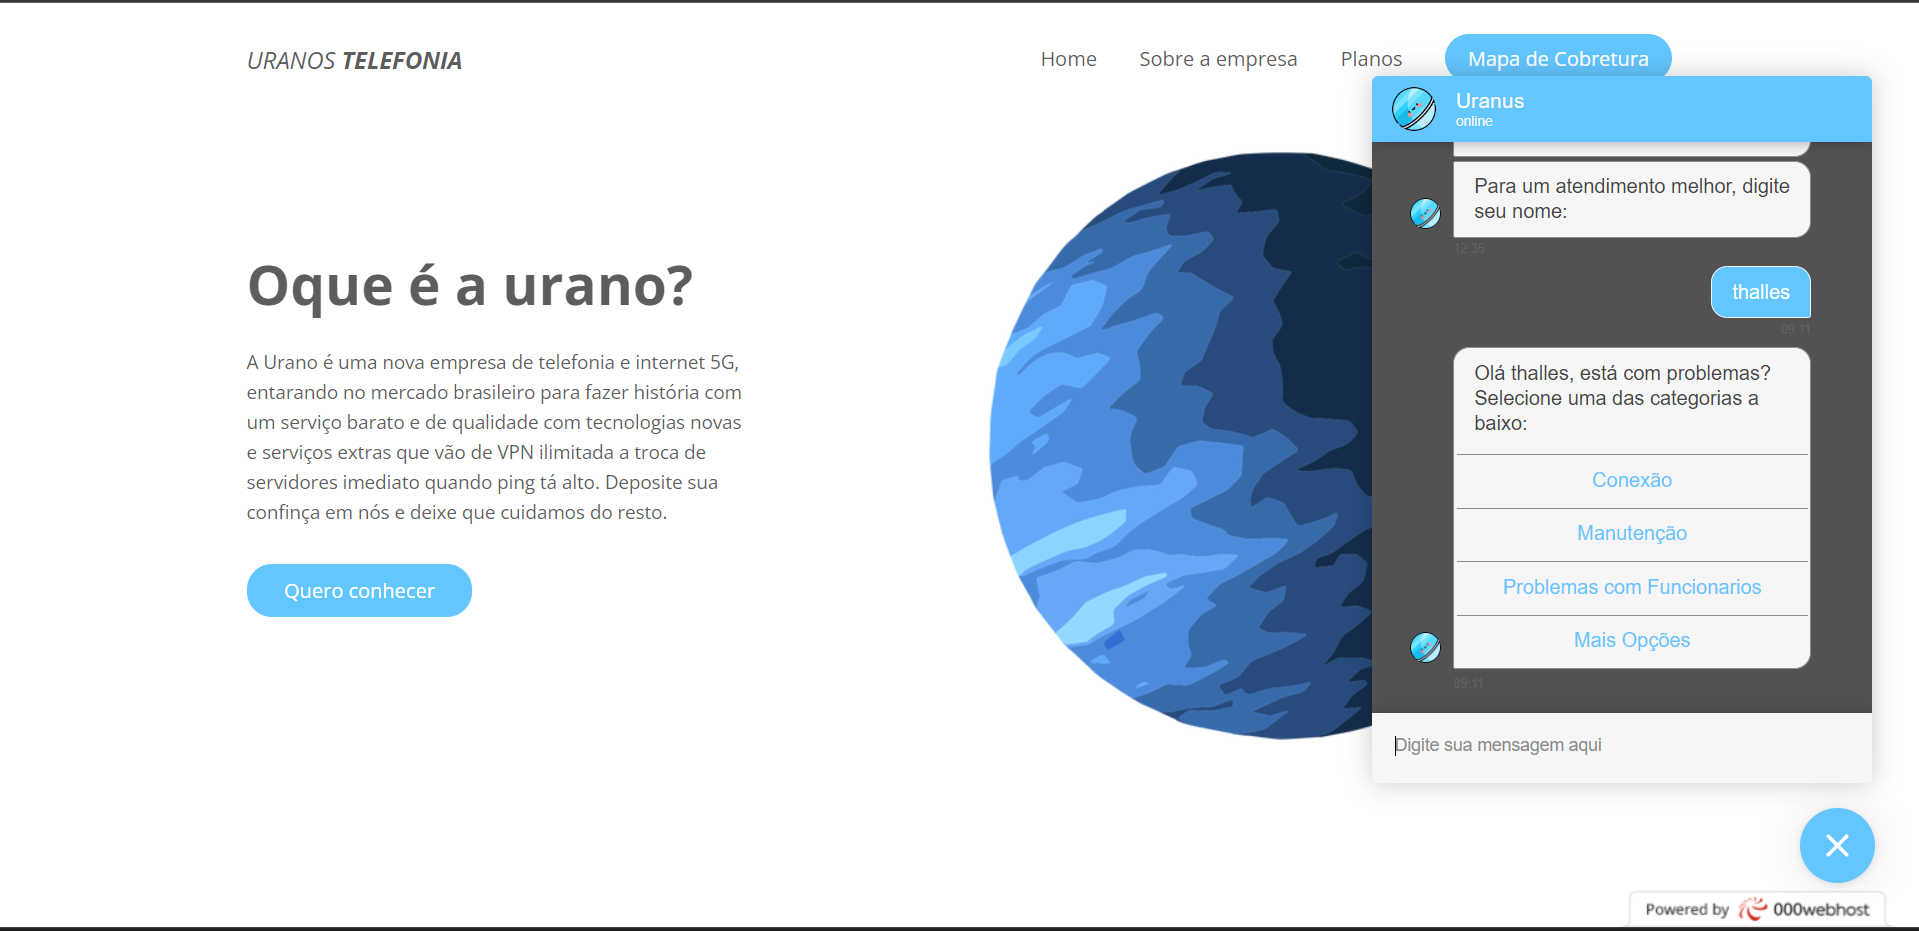 URANOS TELEFONIA
Home
Sobre a empresa
Planos
Mapa de Cobretura
Oque é a urano?
A Urano é uma nova empresa de telefonia e internet 5G,
entarando no mercado brasileiro para fazer história com
um serviço barato e de qualidade com tecnologias novas
e serviços extras que vão de VPN ilimitada a troca de
servidores imediato quando ping tá alto. Deposite sua
confinça em nós e deixe que cuidamos do resto.
Quero conhecer
Uranus
online
Para um atendimento melhor, digite
seu nome:
12:35
thalles
09:11
Olá thalles, está com problemas?
Selecione uma das categorias a
baixo:
Conexão
Manutenção
Problemas com Funcionarios
Mais Opções
09:11
Digite sua mensagem aqui
Powered by 000webhost